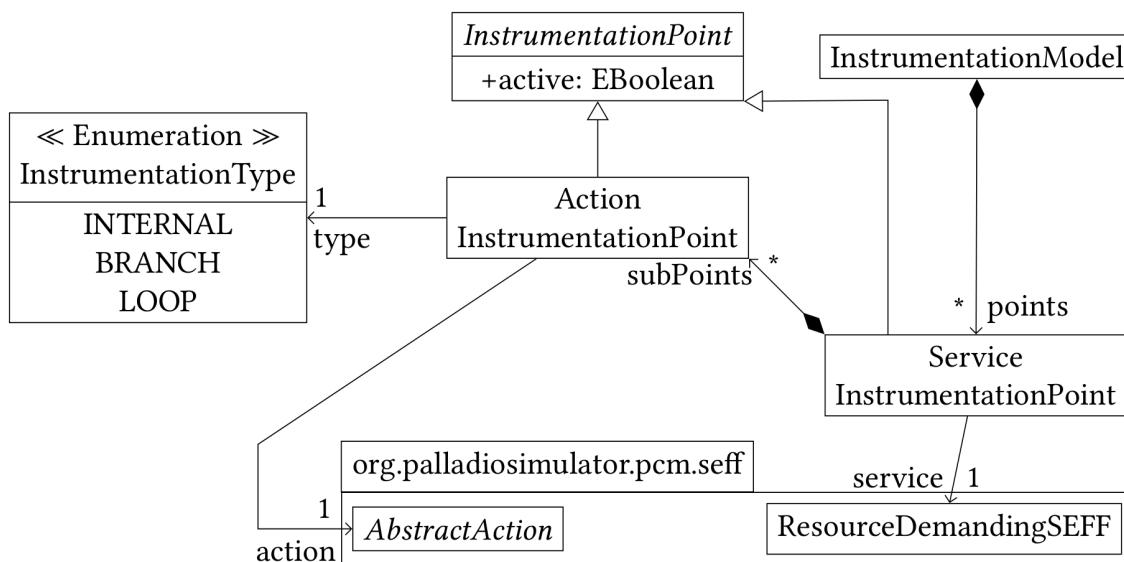 InstrumentationPoint
+active: EBoolean
InstrumentationModel
≪ Enumeration ≫
InstrumentationType
INTERNAL
BRANCH
LOOP
1
type
Action
InstrumentationPoint
subPoints
*
*
points
Service
InstrumentationPoint
org.palladiosimulator.pcm.seff
service
1
1
action
AbstractAction
ResourceDemandingSEFF